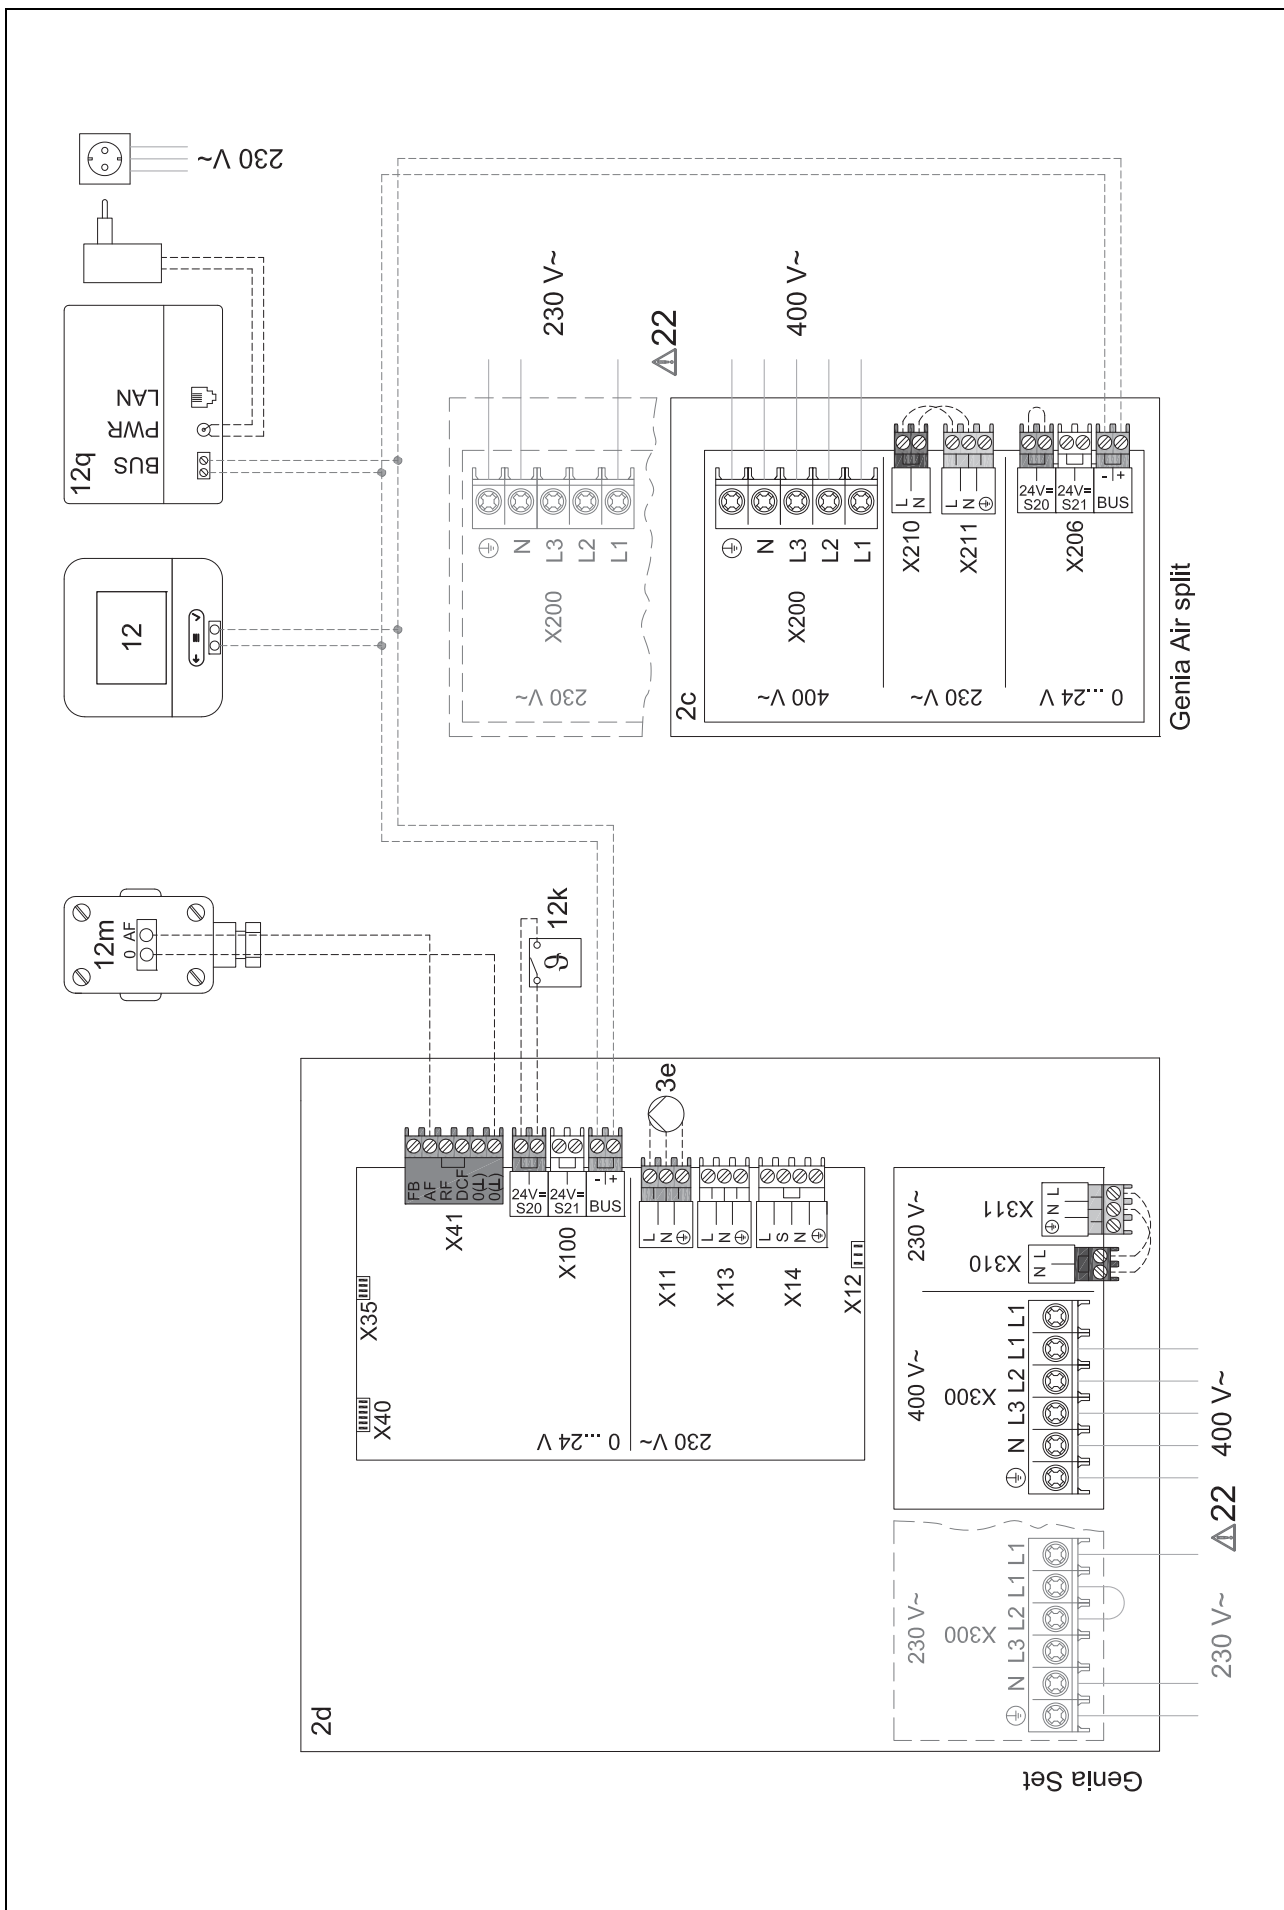 230 V~
12q
BUS
PWR
LAN
12
230 V~
⚠22
400 V~
N
L3
L2
L1
X200
230 V~
2c
N
L3
L2
L1
X200
400 V~
L
N
X210
L
N
X211
230 V~
24V=
S20
24V=
S21
- +
BUS
X206
0 ...24 V
Genia Air split
12m
0 AF
12k
ϑ
3e
FB
AF
RF
DCF
0(⊥)
0(⊥)
X41
24V=
S20
24V=
S21
- +
BUS
X100
L
N
X11
L
N
X13
L
S
N
X14
X12
X35
X40
0 ...24 V
230 V~
230 V~
X311
N L
X310
N L
400 V~
X300
N L3 L2 L1 L1
400 V~
⚠22
230 V~
X300
N L3 L2 L1 L1
230 V~
2d
Genia Set